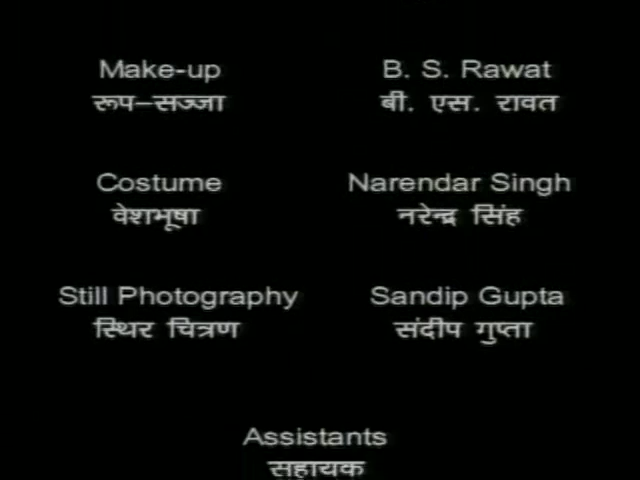 Make-up B. S. Rawat
रूप–सज्जा बी. एस. रावत
Costume Narendar Singh
वेशभूषा नरेन्द्र सिंह
Still Photography Sandip Gupta
स्थिर चित्रण संदीप गुप्ता
Assistants
सहायक